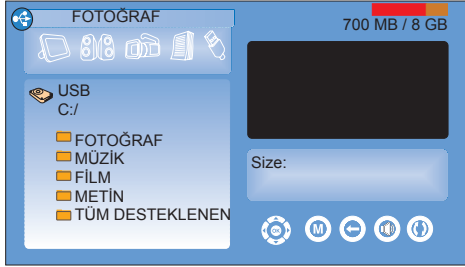 FOTOĞRAF
700 MB / 8 GB
USB
C:/
FOTOĞRAF
MÜZİK
FİLM
METİN
TÜM DESTEKLENEN
Size:
OK
M